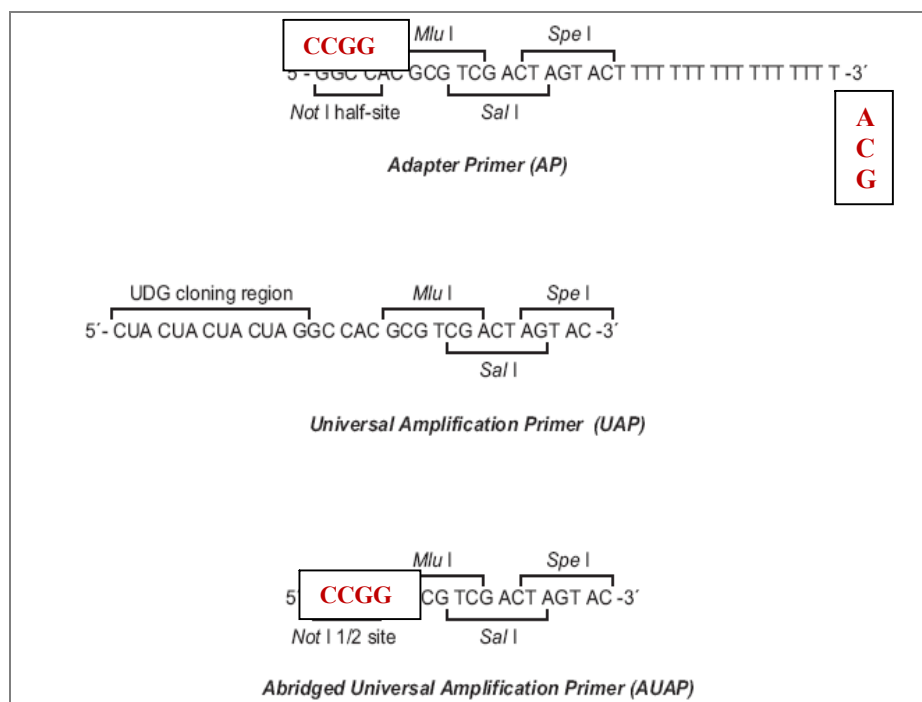 CCGG Mlu I Spe I
5´- GGC CAC GCG TCG ACT AGT ACT TTT TTT TTT TTT TTT T -3´
Not I half-site Sal I
A
C
G
Adapter Primer (AP)
UDG cloning region Mlu I Spe I
5´- CUA CUA CUA CUA GGC CAC GCG TCG ACT AGT AC -3´
Sal I
Universal Amplification Primer (UAP)
Mlu I Spe I
5´ CCGG CG TCG ACT AGT AC -3´
Not I 1/2 site Sal I
Abridged Universal Amplification Primer (AUAP)